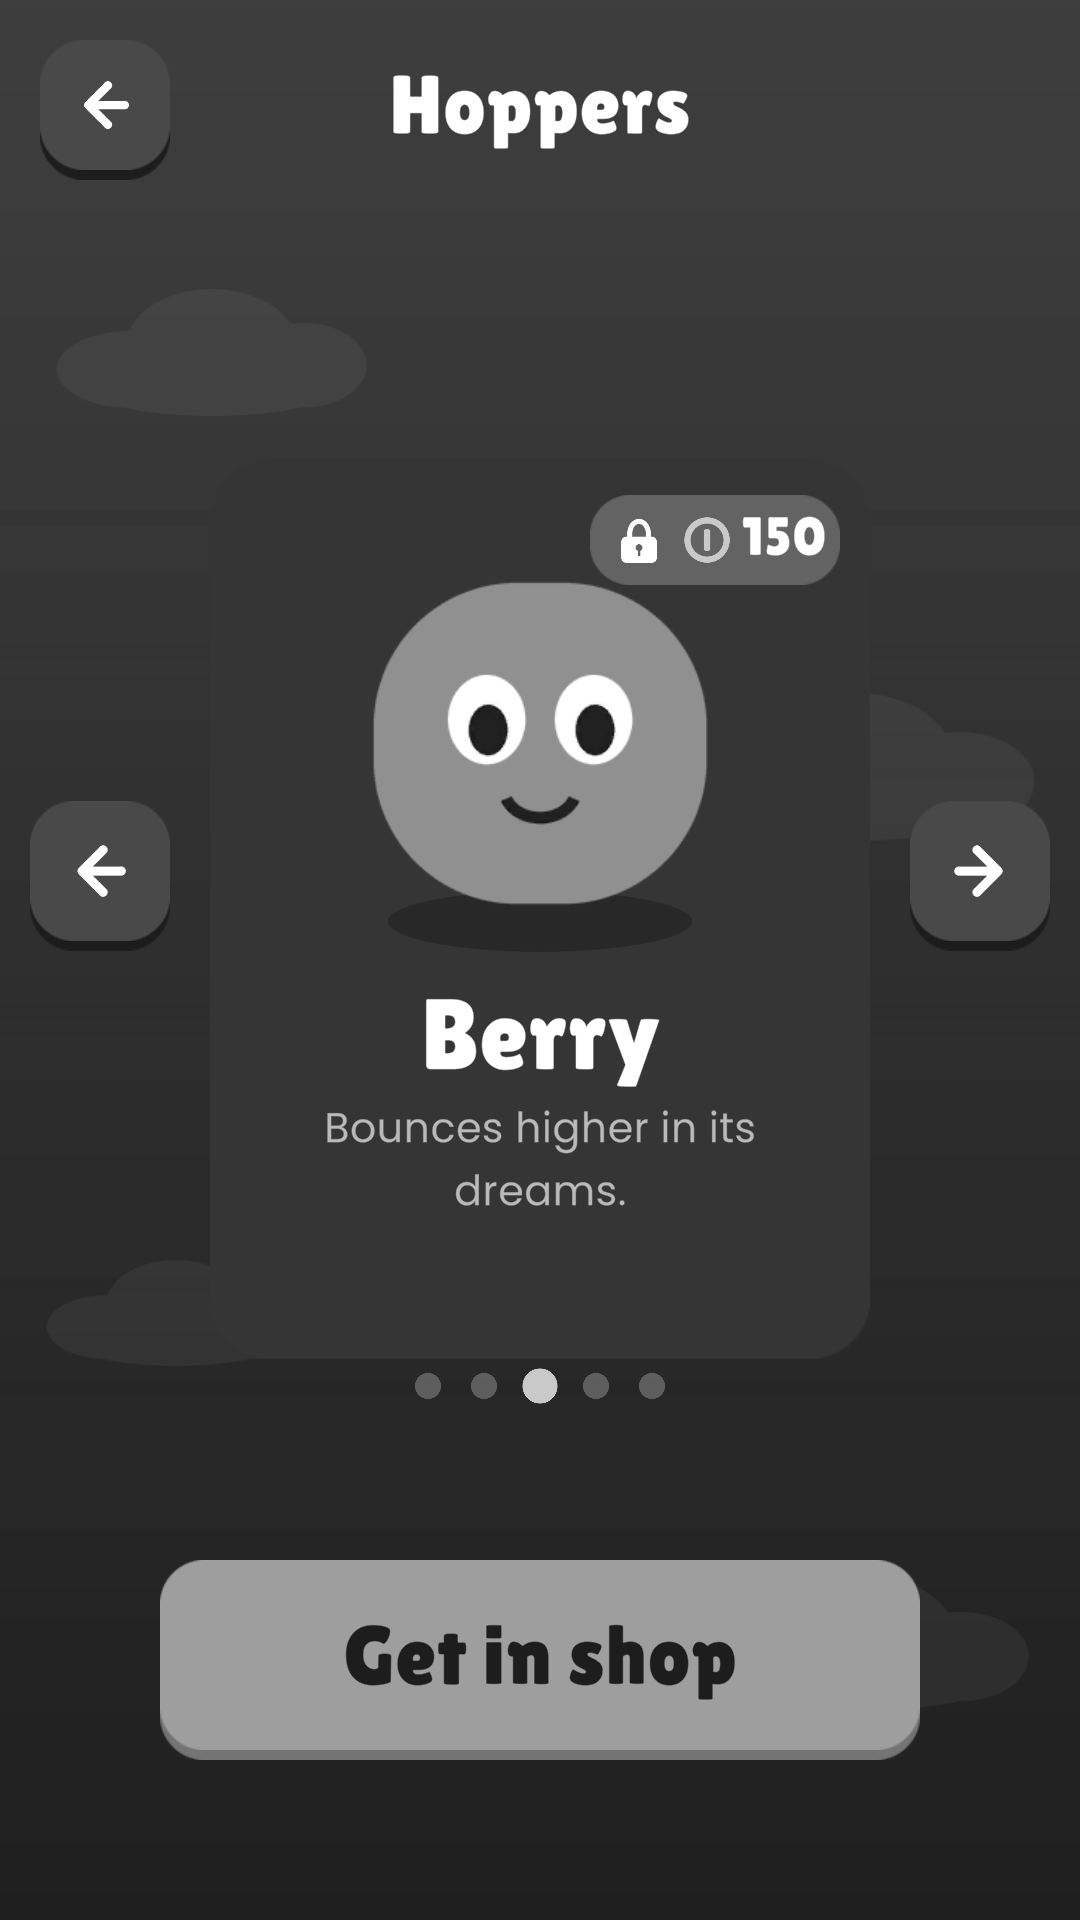 Hoppers
150
Berry
Bounces higher in its
dreams.
Get in shop